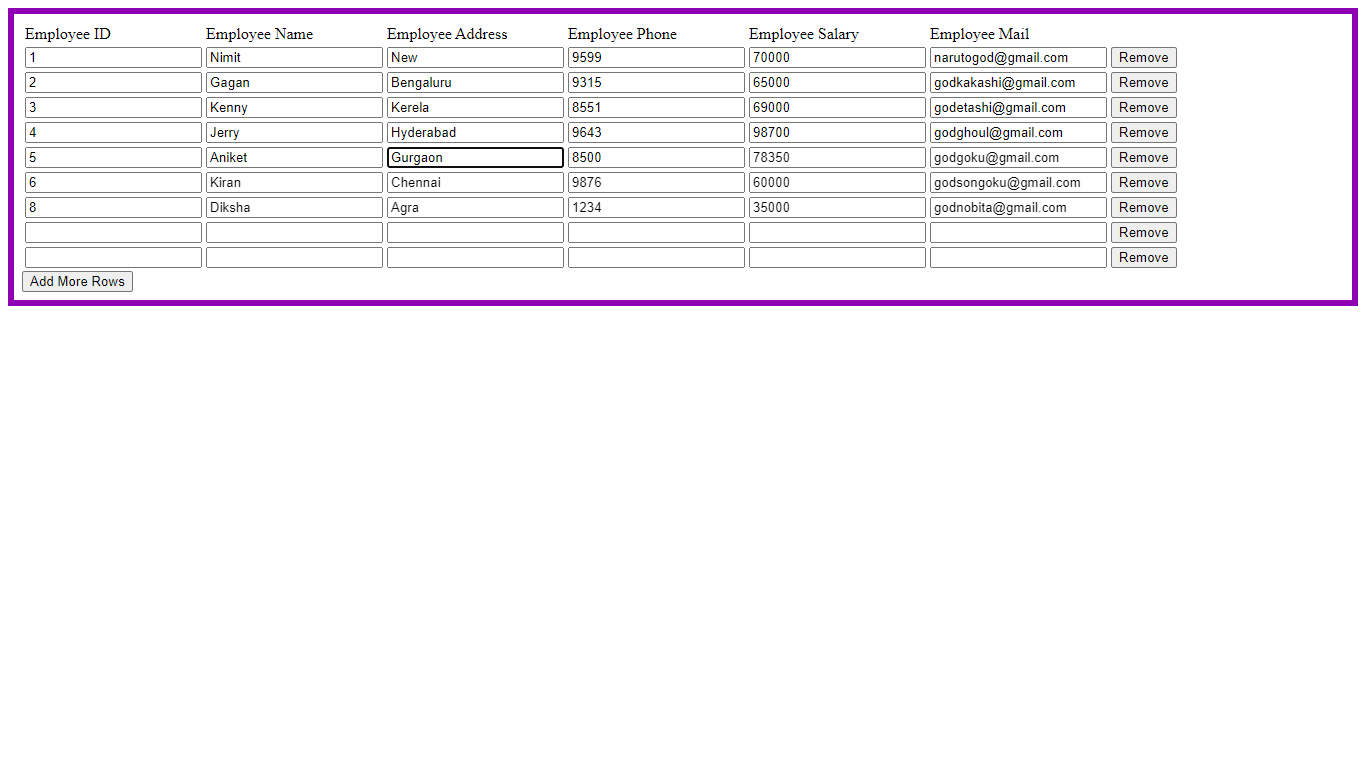 Employee ID Employee Name Employee Address Employee Phone Employee Salary Employee Mail
1 Nimit New 9599 70000 narutogod@gmail.com Remove
2 Gagan Bengaluru 9315 65000 godkakashi@gmail.com Remove
3 Kenny Kerela 8551 69000 godetashi@gmail.com Remove
4 Jerry Hyderabad 9643 98700 godghoul@gmail.com Remove
5 Aniket Gurgaon 8500 78350 godgoku@gmail.com Remove
6 Kiran Chennai 9876 60000 godsongoku@gmail.com Remove
8 Diksha Agra 1234 35000 godnobita@gmail.com Remove
Remove
Remove
Add More Rows